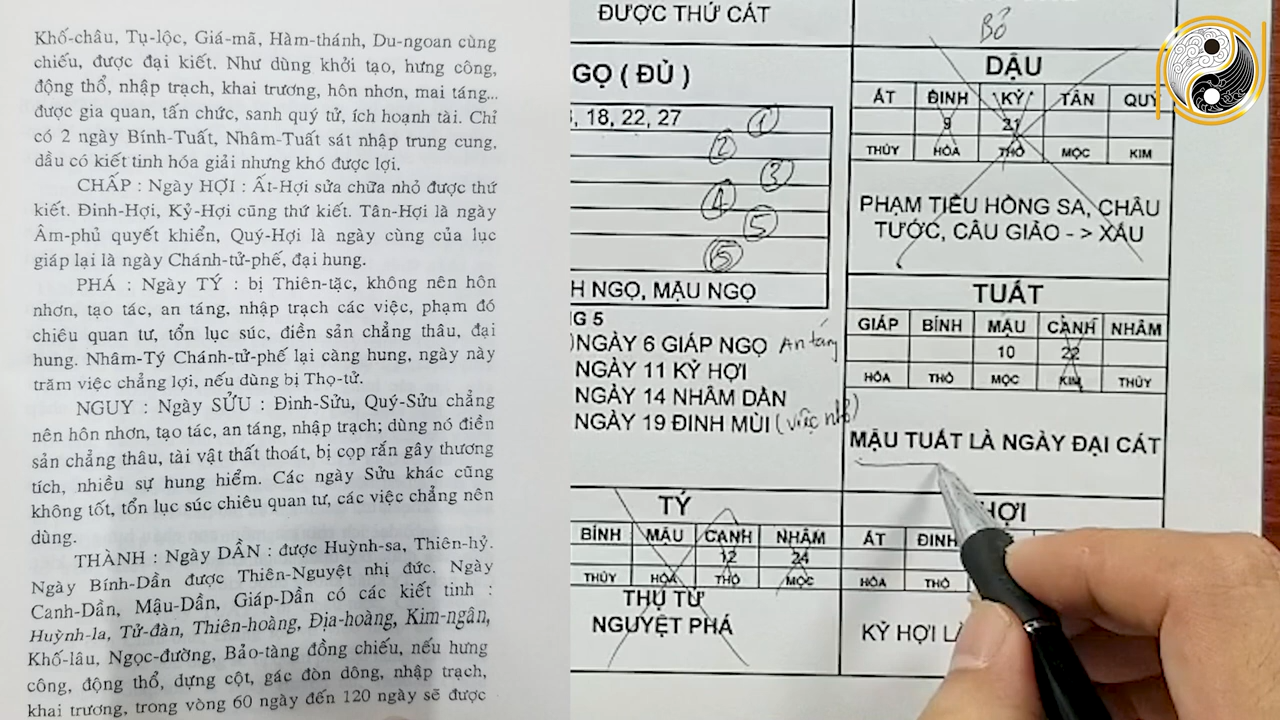 Khố-châu, Tụ-lộc, Giá-mã, Hàm-thánh, Du-ngoan cùng
chiếu, được đại kiết. Như dùng khởi tạo, hưng công,
động thổ, nhập trạch, khai trương, hôn nhơn, mai táng...
được gia quan, tấn chức, sanh quý tử, ích hoạnh tài. Chỉ
có 2 ngày Bính-Tuất, Nhâm-Tuất sát nhập trung cung,
dầu có kiết tinh hóa giải nhưng khó được lợi.
CHẤP : Ngày HỢI : Ất-Hợi sửa chữa nhỏ được thứ
kiết. Đinh-Hợi, Kỷ-Hợi cũng thứ kiết. Tân-Hợi là ngày
Âm-phủ quyết khiển, Quý-Hợi là ngày cùng của lục
giáp lại là ngày Chánh-tử-phế, đại hung.
PHÁ : Ngày TÝ : bị Thiên-tặc, không nên hôn
nhơn, tạo tác, an táng, nhập trạch các việc, phạm đó
chiêu quan tư, tổn lục súc, điền sản chẳng thâu, đại
hung. Nhâm-Tý Chánh-tử-phế lại càng hung, ngày này
trăm việc chẳng lợi, nếu dùng bị Thọ-tử.
NGUY : Ngày SỬU : Đinh-Sửu, Quý-Sửu chẳng
nên hôn nhơn, tạo tác, an táng, nhập trạch; dùng nó điền
sản chẳng thâu, tài vật thất thoát, bị cọp rắn gây thương
tích, nhiều sự hung hiểm. Các ngày Sửu khác cũng
không tốt, tổn lục súc chiêu quan tư, các việc chẳng nên
dùng.
THÀNH : Ngày DẦN : được Huỳnh-sa, Thiên-hỷ.
Ngày Bính-Dần được Thiên-Nguyệt nhị đức. Ngày
Canh-Dần, Mậu-Dần, Giáp-Dần có các kiết tinh :
Huỳnh-la, Tử-đàn, Thiên-hoàng, Địa-hoàng, Kim-ngân,
Khố-lâu, Ngọc-đường, Bảo-tàng đồng chiếu, nếu hưng
công, động thổ, dựng cột, gác đòn dông, nhập trạch,
khai trương, trong vòng 60 ngày đến 120 ngày sẽ được
ĐƯỢC THỨ CÁT
GỌ ( ĐỦ )
, 18, 22, 27 1
2
3
4
5
5
H NGỌ, MẬU NGỌ
G 5
NGÀY 6 GIÁP NGỌ An táng
NGÀY 11 KỶ HỢI
NGÀY 14 NHÂM DẦN
NGÀY 19 ĐINH MÙI (việc nhỏ)
TÝ
BÍNH MẬU CANH NHÂM
12 24
THỦY HỎA THỔ MỘC
THỤ TỬ
NGUYỆT PHÁ
Bỏ
DẬU
ẤT ĐINH KỶ TÂN QUÝ
9 21
THỦY HỎA THỔ MỘC KIM
PHẠM TIỂU HỒNG SA, CHÂU
TƯỚC, CÂU GIẢO -> XẤU
TUẤT
GIÁP BÍNH MẬU CANH NHÂM
10 22
HỎA THỔ MỘC KIM THỦY
MẬU TUẤT LÀ NGÀY ĐẠI CÁT
HỢI
ẤT ĐINH
HỎA THỔ
KỶ HỢI LÀ